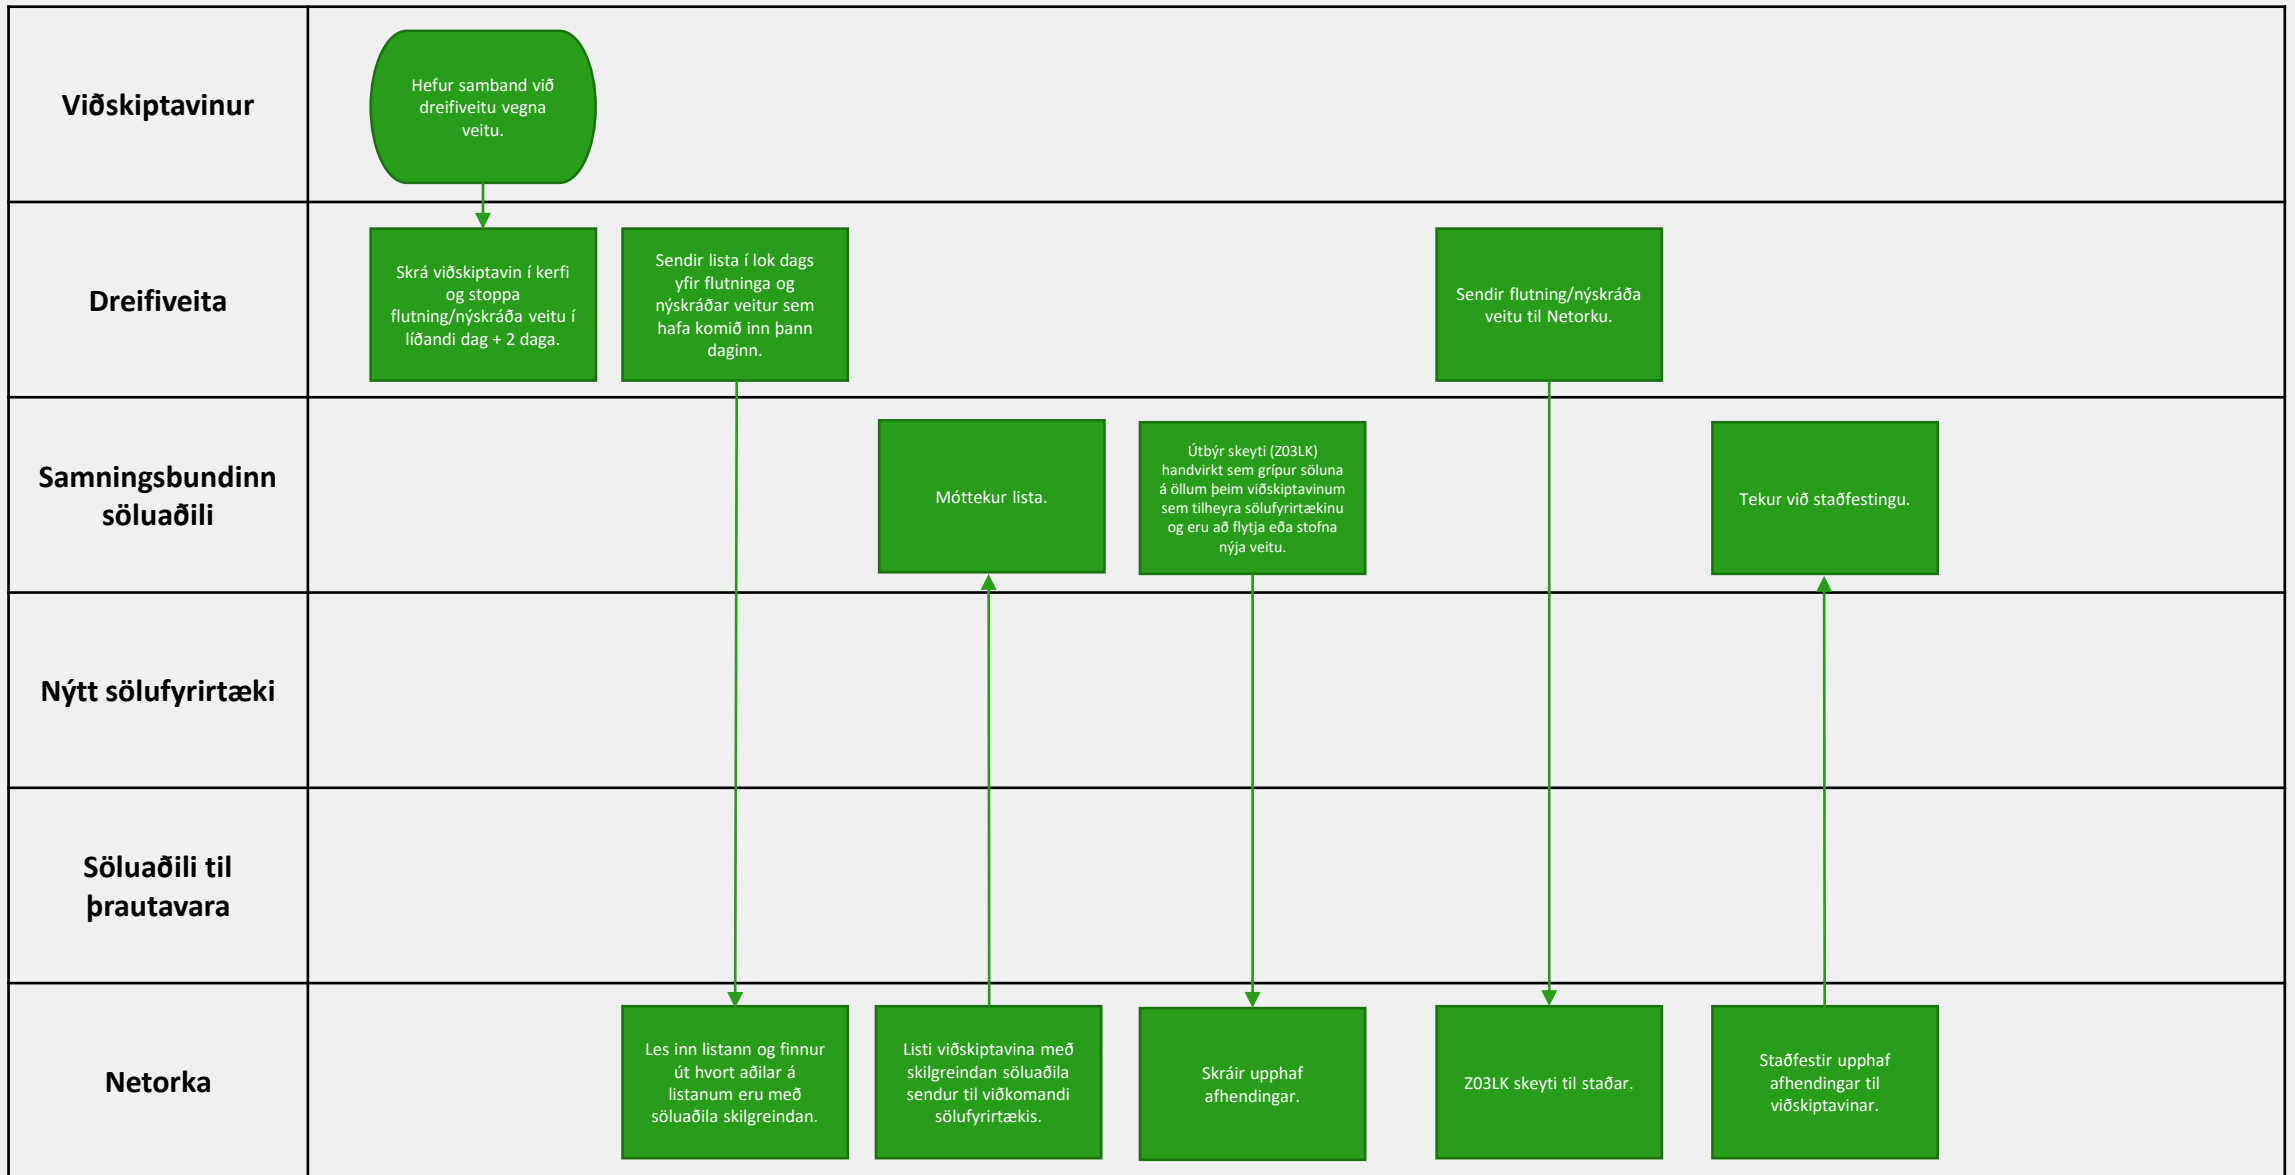 Viðskiptavinur
Hefur samband við
dreifiveitu vegna
veitu.
Dreifiveita
Skrá viðskiptavin í kerfi
og stoppa
flutning/nýskráða veitu í
líðandi dag + 2 daga.
Sendir lista í lok dags
yfir flutninga og
nýskráðar veitur sem
hafa komið inn þann
daginn.
Sendir flutning/nýskráða
veitu til Netorku.
Samningsbundinn
söluaðili
Móttekur lista.
Útbýr skeyti (Z03LK)
handvirkt sem grípur söluna
á öllum þeim viðskiptavinum
sem tilheyra sölufyrirtækinu
og eru að flytja eða stofna
nýja veitu.
Tekur við staðfestingu.
Nýtt sölufyrirtæki
Söluaðili til
þrautavara
Netorka
Les inn listann og finnur
út hvort aðilar á
listanum eru með
söluaðila skilgreindan.
Listi viðskiptavina með
skilgreindan söluaðila
sendur til viðkomandi
sölufyrirtækis.
Skráir upphaf
afhendingar.
Z03LK skeyti til staðar.
Staðfestir upphaf
afhendingar til
viðskiptavinar.